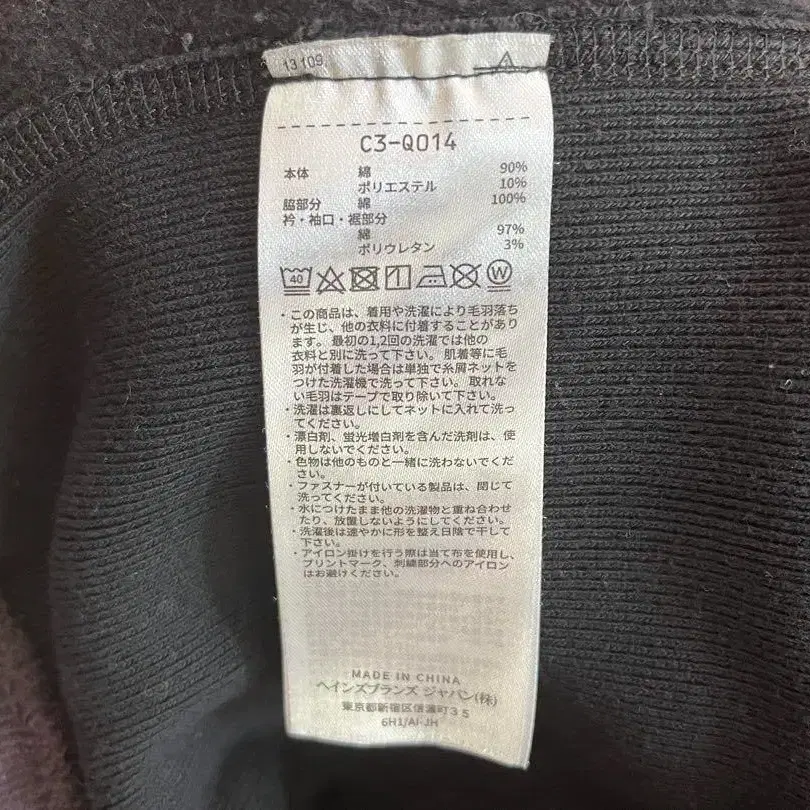 13109
C3-Q014
本体 綿 90%
ポリエステル 10%
脇部分 綿 100%
衿・袖口・裾部分
綿 97%
ポリウレタン 3%
40 W
・この商品は、着用や洗濯により毛羽落ち
が生じ、他の衣料に付着することがあり
ます。最初の1,2回の洗濯では他の
衣料と別に洗って下さい。肌着等に毛
羽が付着した場合は単独で糸屑ネットを
つけた洗濯機で洗って下さい。取れな
い毛羽はテープで取り除いて下さい。
・洗濯は裏返しにしてネットに入れて洗っ
てください。
・漂白剤、蛍光増白剤を含んだ洗剤は、使
用しないでください。
・色物は他のものと一緒に洗わないでくだ
さい。
・ファスナーが付いている製品は、閉じて
洗ってください。
・水につけたまま他の洗濯物と重ね合わせ
たり、放置しないようにしてください。
・洗濯後は速やかに形を整え日陰で干して
下さい。
・アイロン掛けを行う際は当て布を使用し、
プリントマーク、刺繍部分へのアイロン
はお避けください。
MADE IN CHINA
ヘインズブランズ ジャパン(株)
東京都新宿区信濃町35
6H1/AI-JH